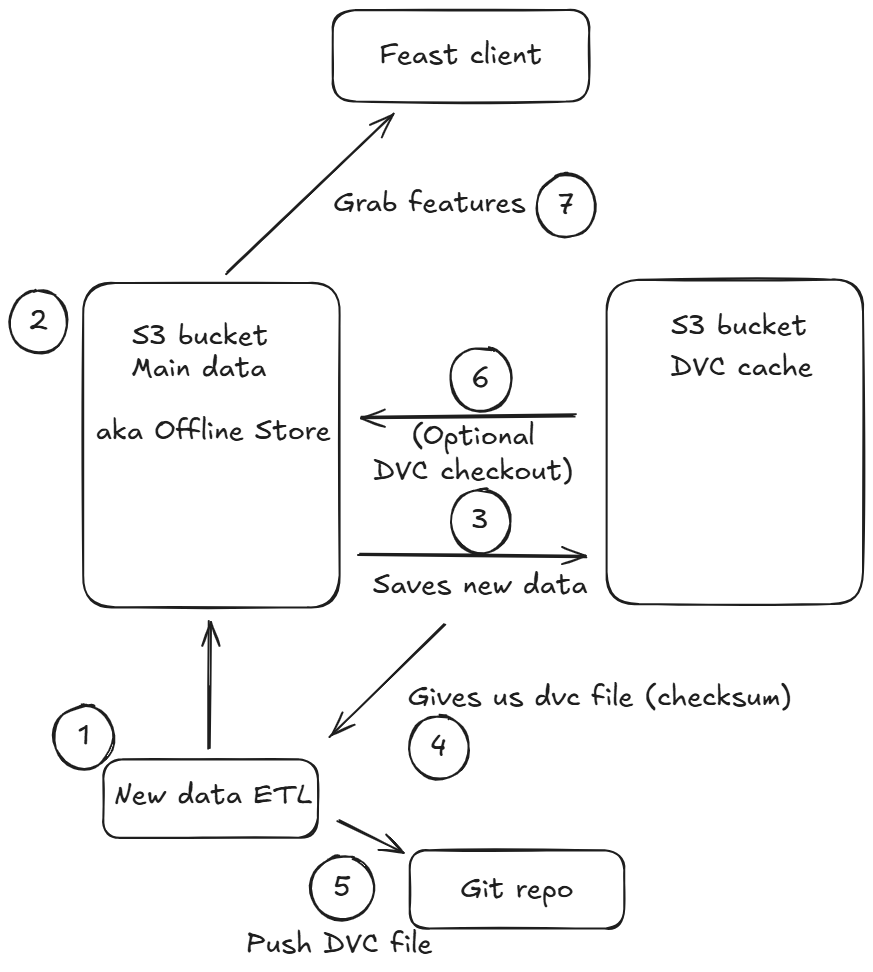 Feast client
Grab features
7
2
S3 bucket
Main data
aka Offline Store
S3 bucket
DVC cache
6
(Optional
DVC checkout)
3
Saves new data
Gives us dvc file (checksum)
4
1
New data ETL
5
Git repo
Push DVC file